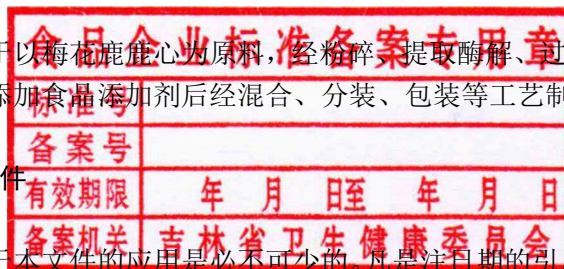 食品企业标准备案专用章
于以梅花鹿鹿心为原料，经粉碎、提取酶解、过
标准号
添加食品添加剂后经混合、分装、包装等工艺制
备案号
件
有效期限 年 月 日至 年 月 日
备案机关 吉林省卫生健康委员会
于本文件的应用是必不可少的。凡是注日期的引